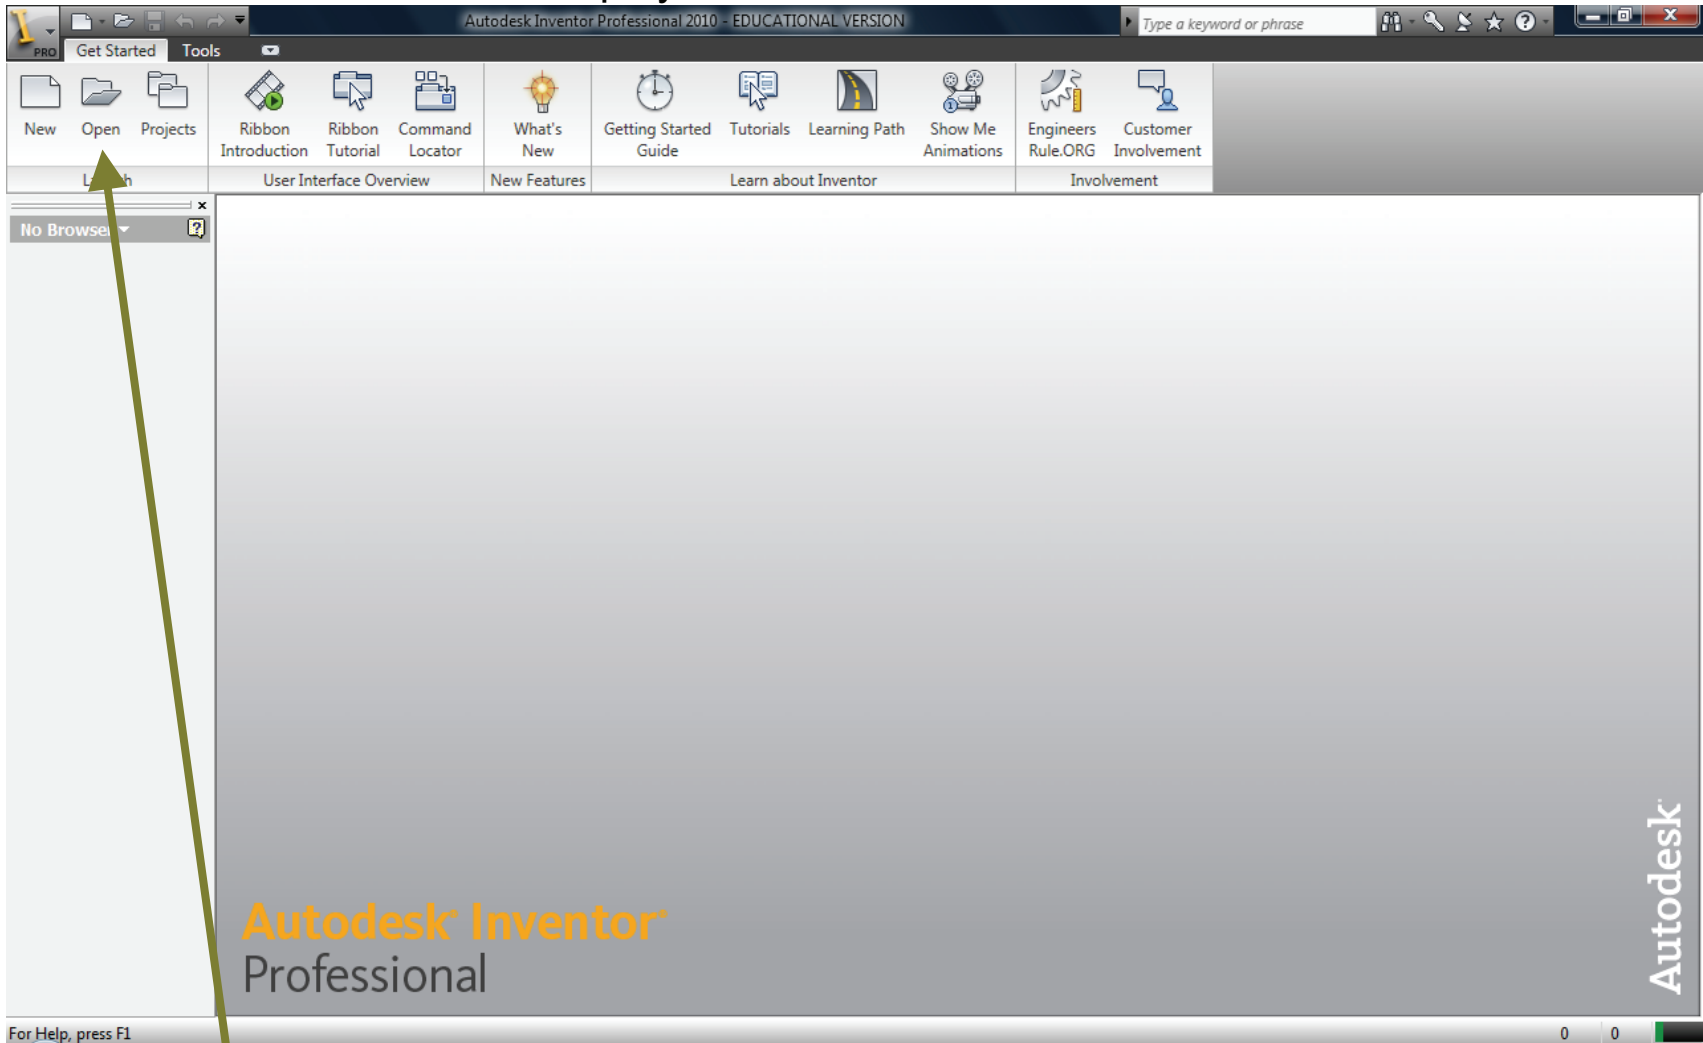 Autodesk Inventor Professional 2010 - EDUCATIONAL VERSION
Type a keyword or phrase
PRO
Get Started
Tools
New
Open
Projects
Ribbon
Introduction
Ribbon
Tutorial
Command
Locator
What's
New
Getting Started
Guide
Tutorials
Learning Path
Show Me
Animations
Engineers
Rule.ORG
Customer
Involvement
User Interface Overview
New Features
Learn about Inventor
Involvement
No Browser
Autodesk® Inventor®
Professional
Autodesk
For Help, press F1
0
0